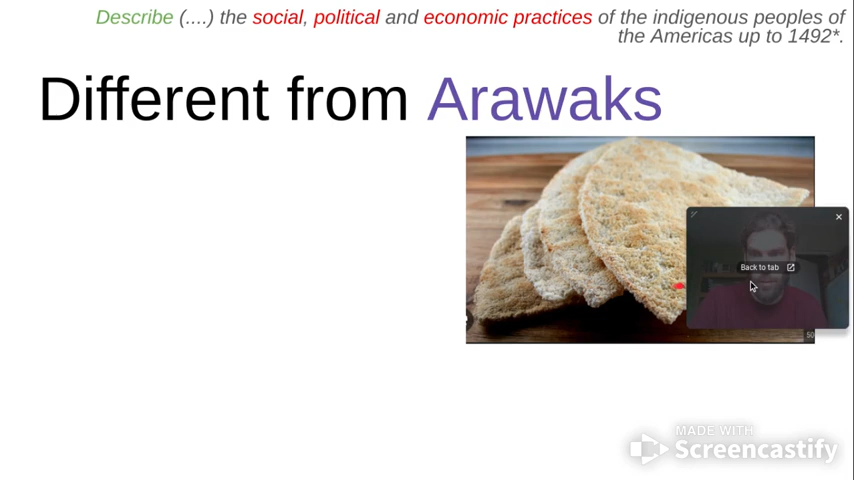 Describe (....) the social, political and economic practices of the indigenous peoples of
the Americas up to 1492*.
Different from Arawaks
Back to tab
50
MADE WITH
Screencastify